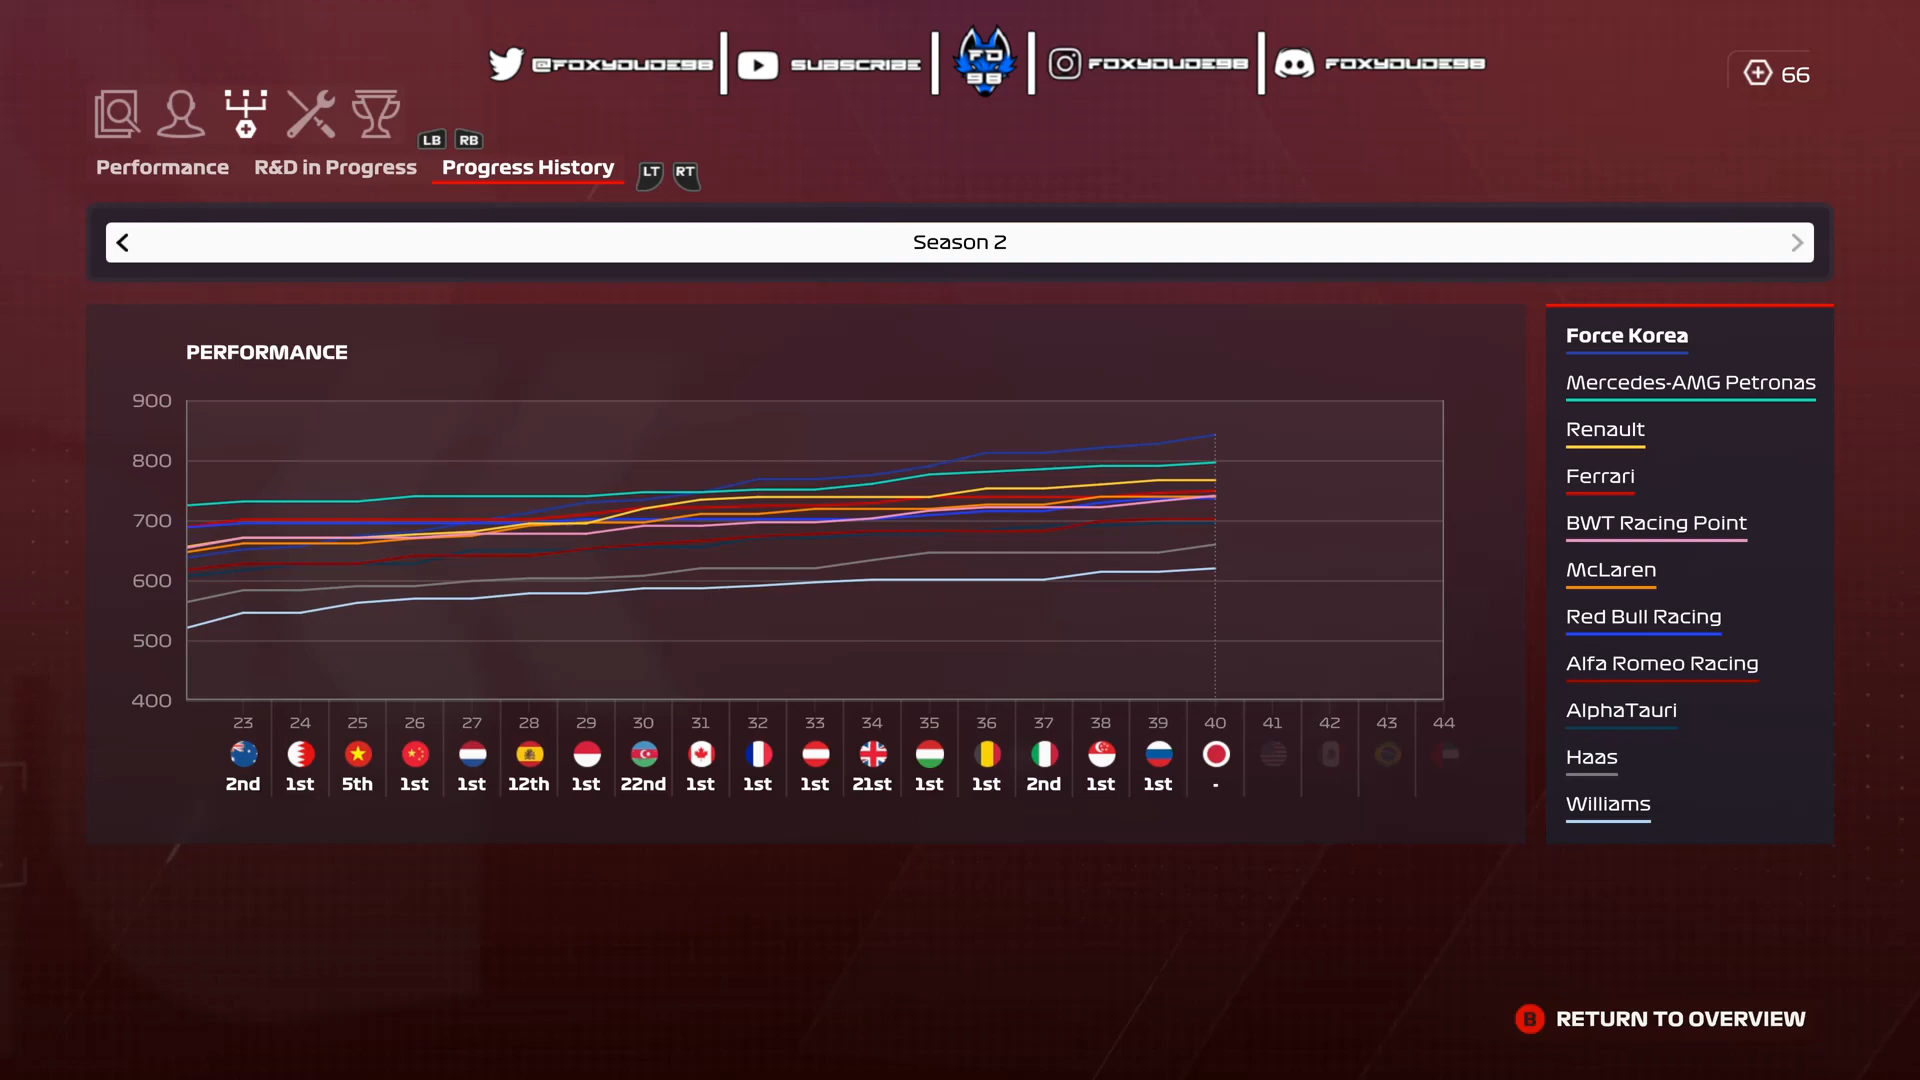 @FOXYDUDE98 SUBSCRIBE FD 98 FOXYDUDE98 FOXYDUDE98
66
LB RB
Performance R&D in Progress Progress History LT RT
Season 2
PERFORMANCE
900
800
700
600
500
400
23 24 25 26 27 28 29 30 31 32 33 34 35 36 37 38 39 40 41 42 43 44
2nd 1st 5th 1st 1st 12th 1st 22nd 1st 1st 1st 21st 1st 1st 2nd 1st 1st -
Force Korea
Mercedes-AMG Petronas
Renault
Ferrari
BWT Racing Point
McLaren
Red Bull Racing
Alfa Romeo Racing
AlphaTauri
Haas
Williams
B RETURN TO OVERVIEW